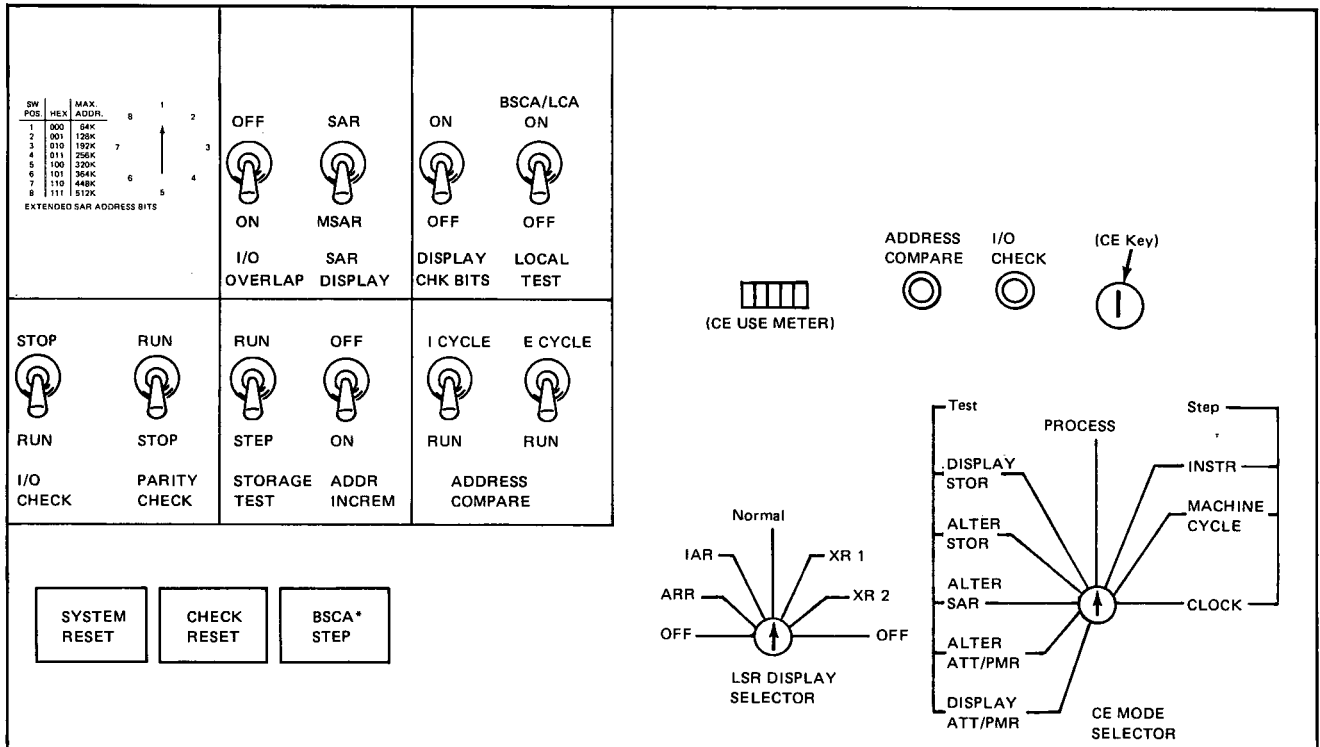 SW POS. HEX MAX. ADDR.
1 000 64K
2 001 128K
3 010 192K
4 011 256K
5 100 320K
6 101 364K
7 110 448K
8 111 512K
EXTENDED SAR ADDRESS BITS
8 1 2
7 3
6 5 4
OFF SAR
ON MSAR
I/O OVERLAP
SAR DISPLAY
ON
BSCA/LCA ON
OFF OFF
DISPLAY CHK BITS
LOCAL TEST
STOP RUN
RUN STOP
I/O CHECK
PARITY CHECK
RUN OFF
STEP ON
STORAGE TEST
ADDR INCREM
I CYCLE E CYCLE
RUN RUN
ADDRESS COMPARE
SYSTEM RESET
CHECK RESET
BSCA* STEP
(CE USE METER)
ADDRESS COMPARE
I/O CHECK
(CE Key)
Normal
IAR XR 1
ARR XR 2
OFF OFF
LSR DISPLAY SELECTOR
Test
PROCESS
Step
DISPLAY STOR
INSTR
ALTER STOR
MACHINE CYCLE
ALTER SAR
CLOCK
ALTER ATT/PMR
DISPLAY ATT/PMR
CE MODE SELECTOR